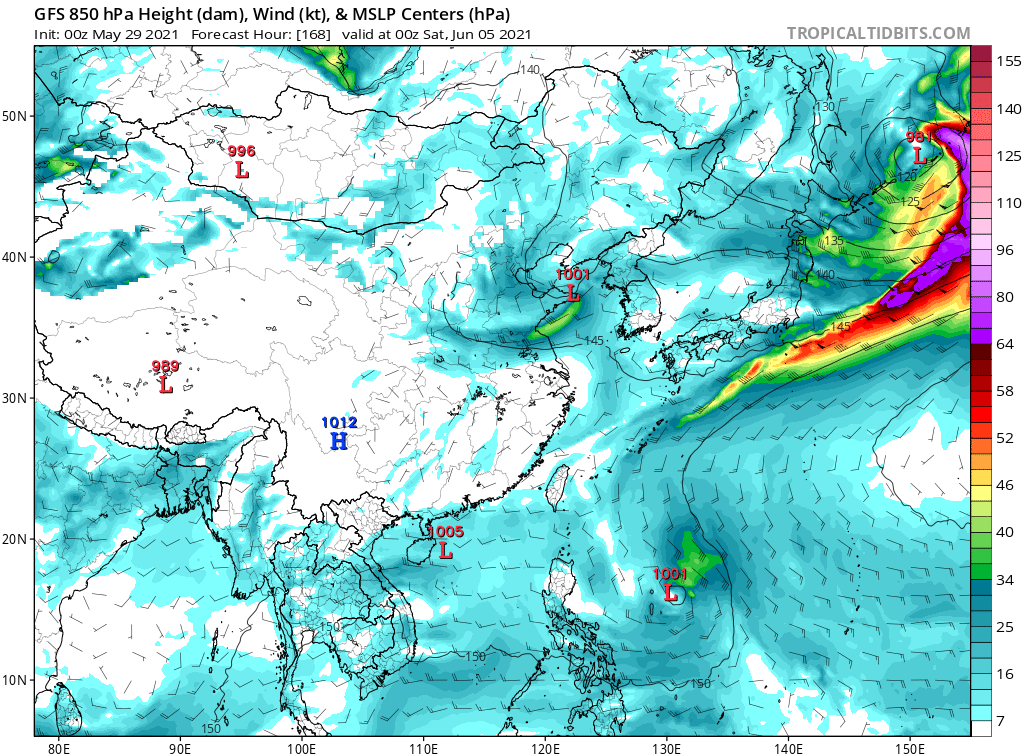 GFS 850 hPa Height (dam), Wind (kt), & MSLP Centers (hPa)
Init: 00z May 29 2021 Forecast Hour: [168] valid at 00z Sat, Jun 05 2021 TROPICALTIDBITS.COM
155
140
130
50N
140
981
996
L
L
125
120
125
110
135
40N
96
1001
L
140
80
145
145
64
989
L
58
30N
1012
H
52
46
1005
L
40
20N
1001
L
34
25
150
150
10N
16
150
7
80E 90E 100E 110E 120E 130E 140E 150E